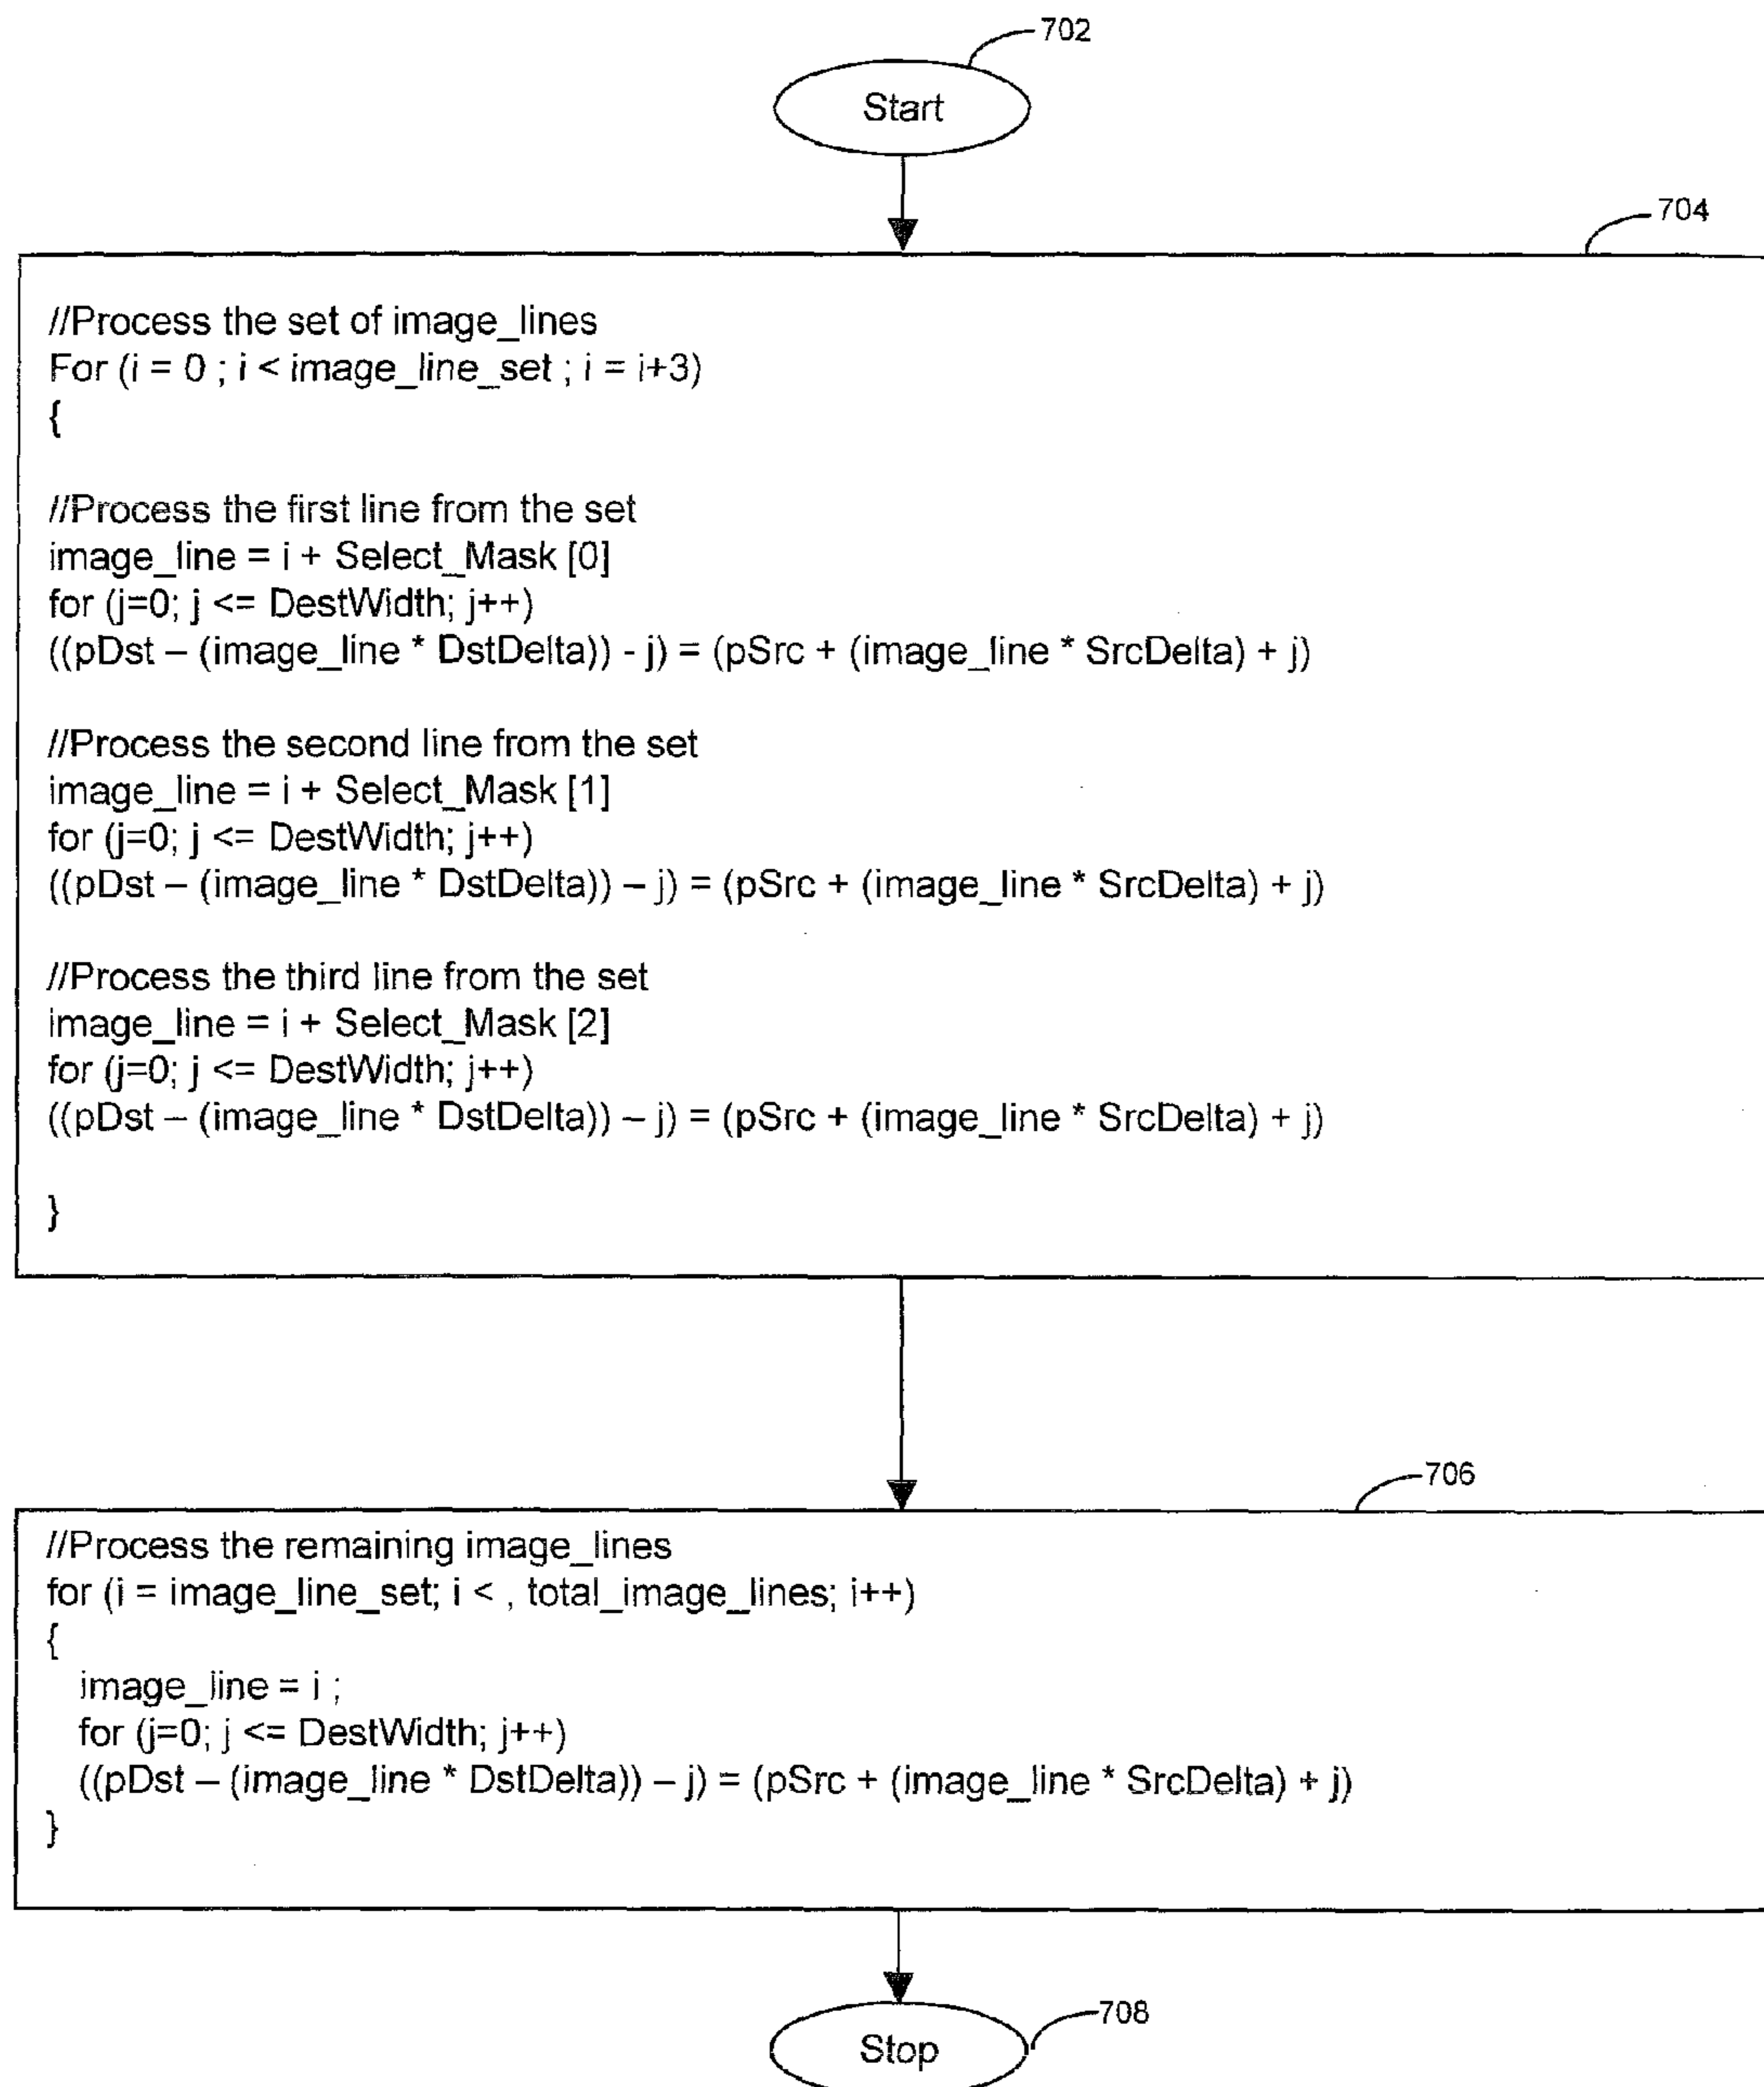 702
Start
704
//Process the set of image_lines
For (i = 0 ; i < image_line_set ; i = i+3)
{
//Process the first line from the set
image_line = i + Select_Mask [0]
for (j=0; j <= DestWidth; j++)
((pDst – (image_line * DstDelta)) - j) = (pSrc + (image_line * SrcDelta) + j)
//Process the second line from the set
image_line = i + Select_Mask [1]
for (j=0; j <= DestWidth; j++)
((pDst – (image_line * DstDelta)) – j) = (pSrc + (image_line * SrcDelta) + j)
//Process the third line from the set
image_line = i + Select_Mask [2]
for (j=0; j <= DestWidth; j++)
((pDst – (image_line * DstDelta)) – j) = (pSrc + (image_line * SrcDelta) + j)
}
706
//Process the remaining image_lines
for (i = image_line_set; i < , total_image_lines; i++)
{
image_line = i ;
for (j=0; j <= DestWidth; j++)
((pDst – (image_line * DstDelta)) – j) = (pSrc + (image_line * SrcDelta) + j)
}
708
Stop